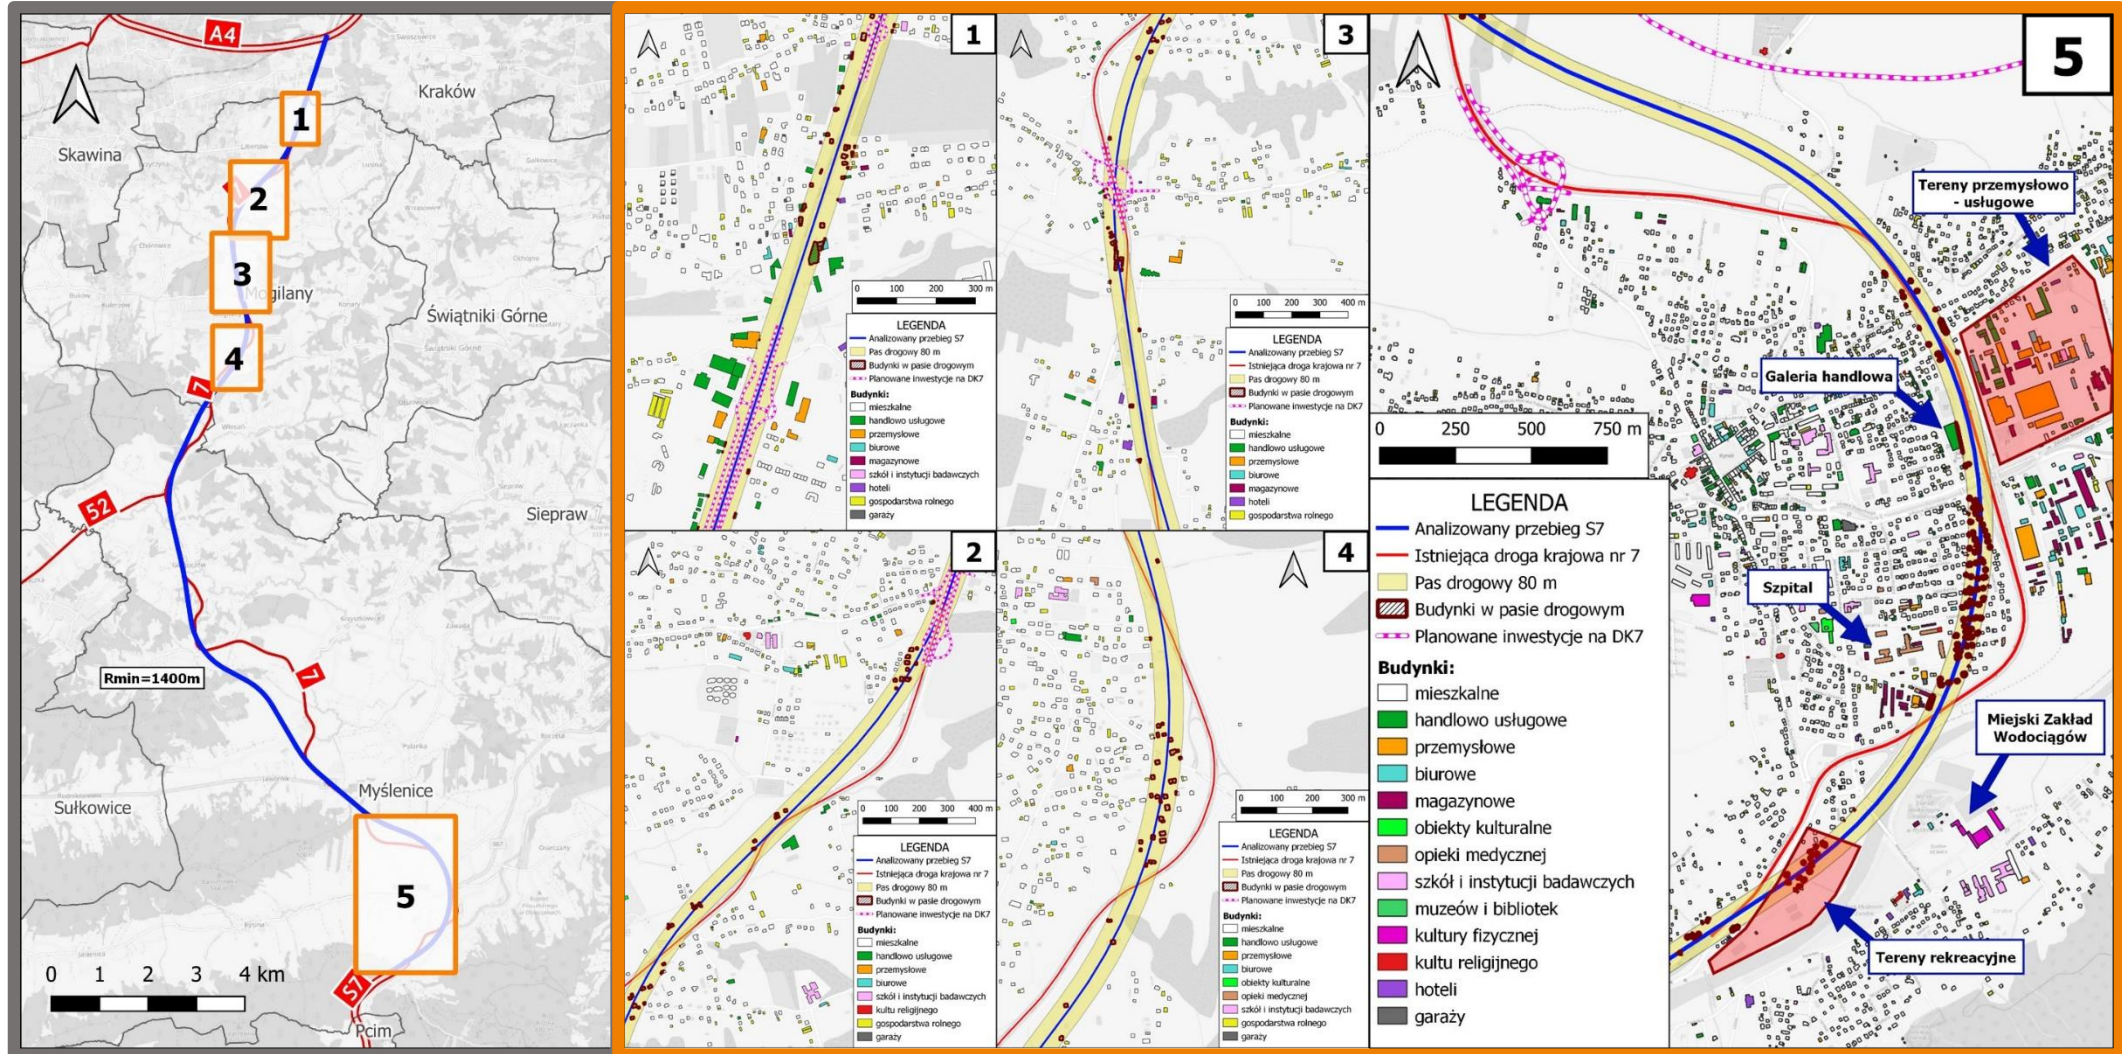 A4
Kraków
Skawina
1
2
3
Mogilany
Świątniki Górne
4
7
52
Siepraw
7
Rmin=1400m
Myślenice
Sułkowice
5
0 1 2 3 4 km
S7
Pcim
1
0 100 200 300 m
LEGENDA
Analizowany przebieg S7
Pas drogowy 80 m
Budynki w pasie drogowym
Planowane inwestycje na DK7
Budynki:
mieszkalne
handlowo usługowe
przemysłowe
biurowe
magazynowe
szkół i instytucji badawczych
hoteli
gospodarstwa rolnego
garaży
3
0 100 200 300 400 m
LEGENDA
Analizowany przebieg S7
Istniejąca droga krajowa nr 7
Pas drogowy 80 m
Budynki w pasie drogowym
Planowane inwestycje na DK7
Budynki:
mieszkalne
handlowo usługowe
przemysłowe
biurowe
magazynowe
hoteli
gospodarstwa rolnego
2
0 100 200 300 400 m
LEGENDA
Analizowany przebieg S7
Istniejąca droga krajowa nr 7
Pas drogowy 80 m
Budynki w pasie drogowym
Planowane inwestycje na DK7
Budynki:
mieszkalne
handlowo usługowe
przemysłowe
biurowe
szkół i instytucji badawczych
kultu religijnego
gospodarstwa rolnego
garaży
4
0 100 200 300 m
LEGENDA
Analizowany przebieg S7
Istniejąca droga krajowa nr 7
Pas drogowy 80 m
Budynki w pasie drogowym
Planowane inwestycje na DK7
Budynki:
mieszkalne
handlowo usługowe
przemysłowe
biurowe
obiekty kulturalne
opieki medycznej
szkół i instytucji badawczych
gospodarstwa rolnego
garaży
5
Tereny przemysłowo
- usługowe
Galeria handlowa
0 250 500 750 m
LEGENDA
Analizowany przebieg S7
Istniejąca droga krajowa nr 7
Pas drogowy 80 m
Budynki w pasie drogowym
Planowane inwestycje na DK7
Budynki:
mieszkalne
handlowo usługowe
przemysłowe
biurowe
magazynowe
obiekty kulturalne
opieki medycznej
szkół i instytucji badawczych
muzeów i bibliotek
kultury fizycznej
kultu religijnego
hoteli
garaży
Szpital
Miejski Zakład
Wodociągów
Tereny rekreacyjne